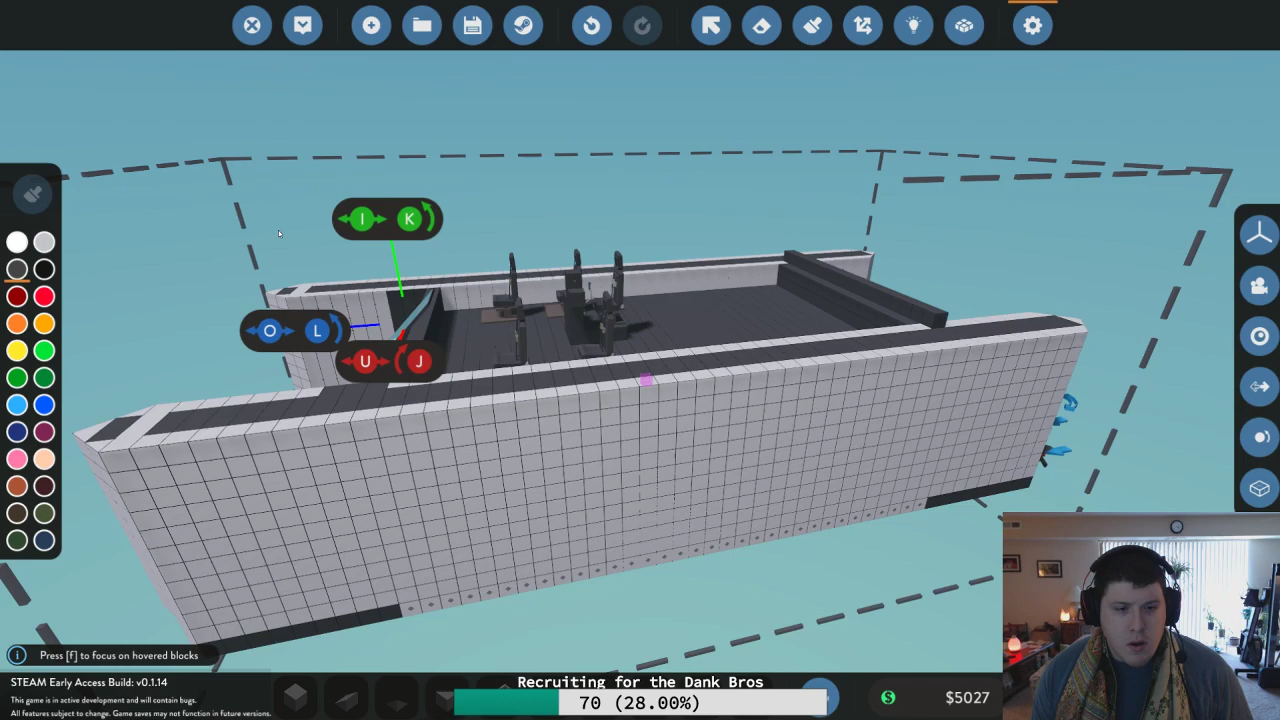 I K
O L
U J
Press [f] to focus on hovered blocks
STEAM Early Access Build: v0.1.14
This game is in active development and will contain bugs.
All features subject to change. Game saves may not function in future versions.
Recruiting for the Dank Bros
70 (28.00%)
$ $5027